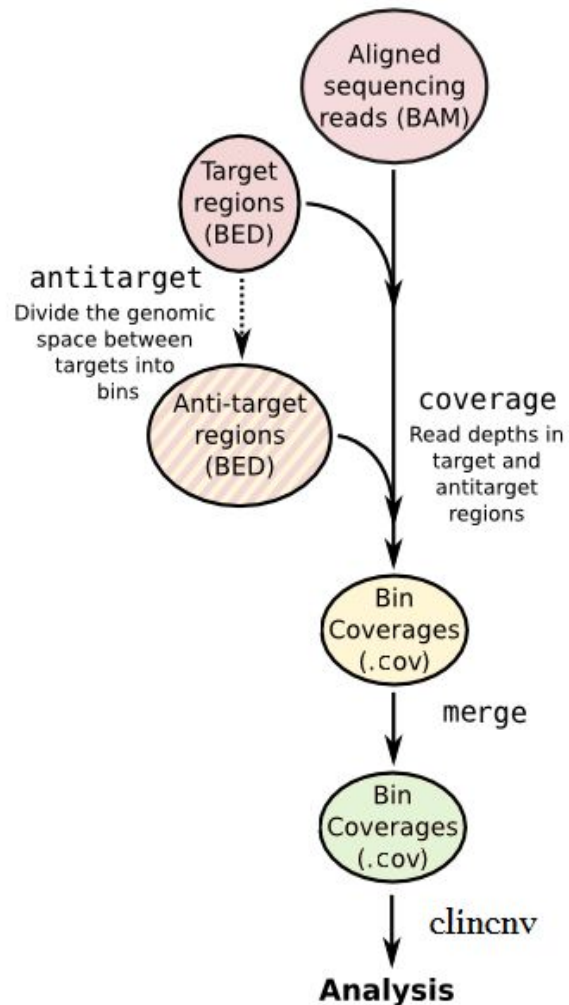 Aligned
sequencing
reads (BAM)
Target
regions
(BED)
antitarget
Divide the genomic
space between
targets into
bins
Anti-target
regions
(BED)
coverage
Read depths in
target and
antitarget
regions
Bin
Coverages
(.cov)
merge
Bin
Coverages
(.cov)
clincnv
Analysis